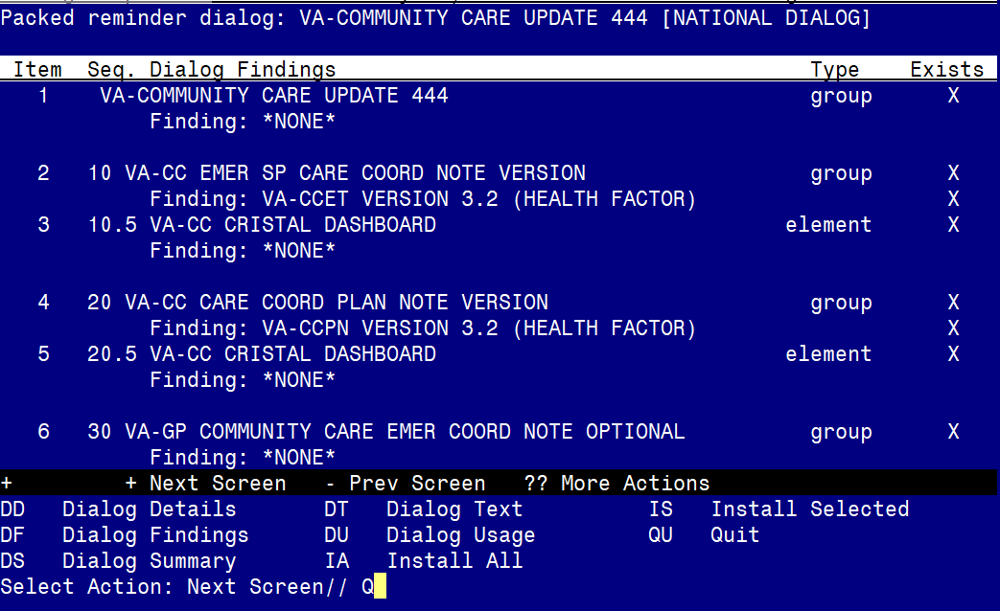 Packed reminder dialog: VA-COMMUNITY CARE UPDATE 444 [NATIONAL DIALOG]
Item Seq. Dialog Findings Type Exists
1 VA-COMMUNITY CARE UPDATE 444 group X
Finding: *NONE*
2 10 VA-CC EMER SP CARE COORD NOTE VERSION group X
Finding: VA-CCET VERSION 3.2 (HEALTH FACTOR) X
3 10.5 VA-CC CRISTAL DASHBOARD element X
Finding: *NONE*
4 20 VA-CC CARE COORD PLAN NOTE VERSION group X
Finding: VA-CCPN VERSION 3.2 (HEALTH FACTOR) X
5 20.5 VA-CC CRISTAL DASHBOARD element X
Finding: *NONE*
6 30 VA-GP COMMUNITY CARE EMER COORD NOTE OPTIONAL group X
Finding: *NONE*
+ + Next Screen - Prev Screen ?? More Actions
DD Dialog Details DT Dialog Text IS Install Selected
DF Dialog Findings DU Dialog Usage QU Quit
DS Dialog Summary IA Install All
Select Action: Next Screen// Q